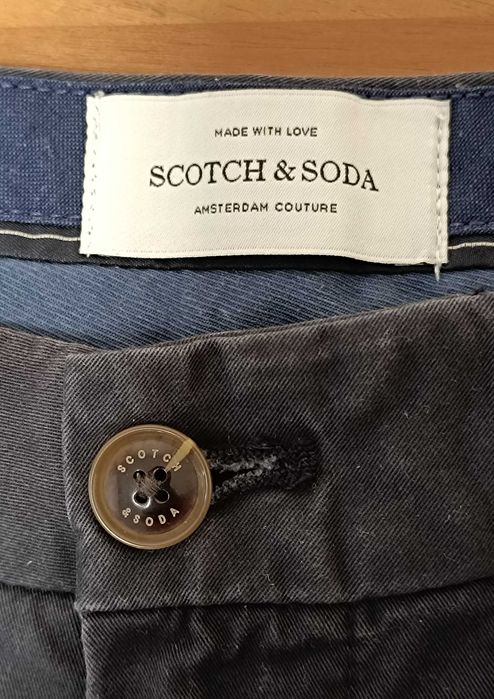 MADE WITH LOVE
SCOTCH & SODA
AMSTERDAM COUTURE
SCOTCH
&SODA